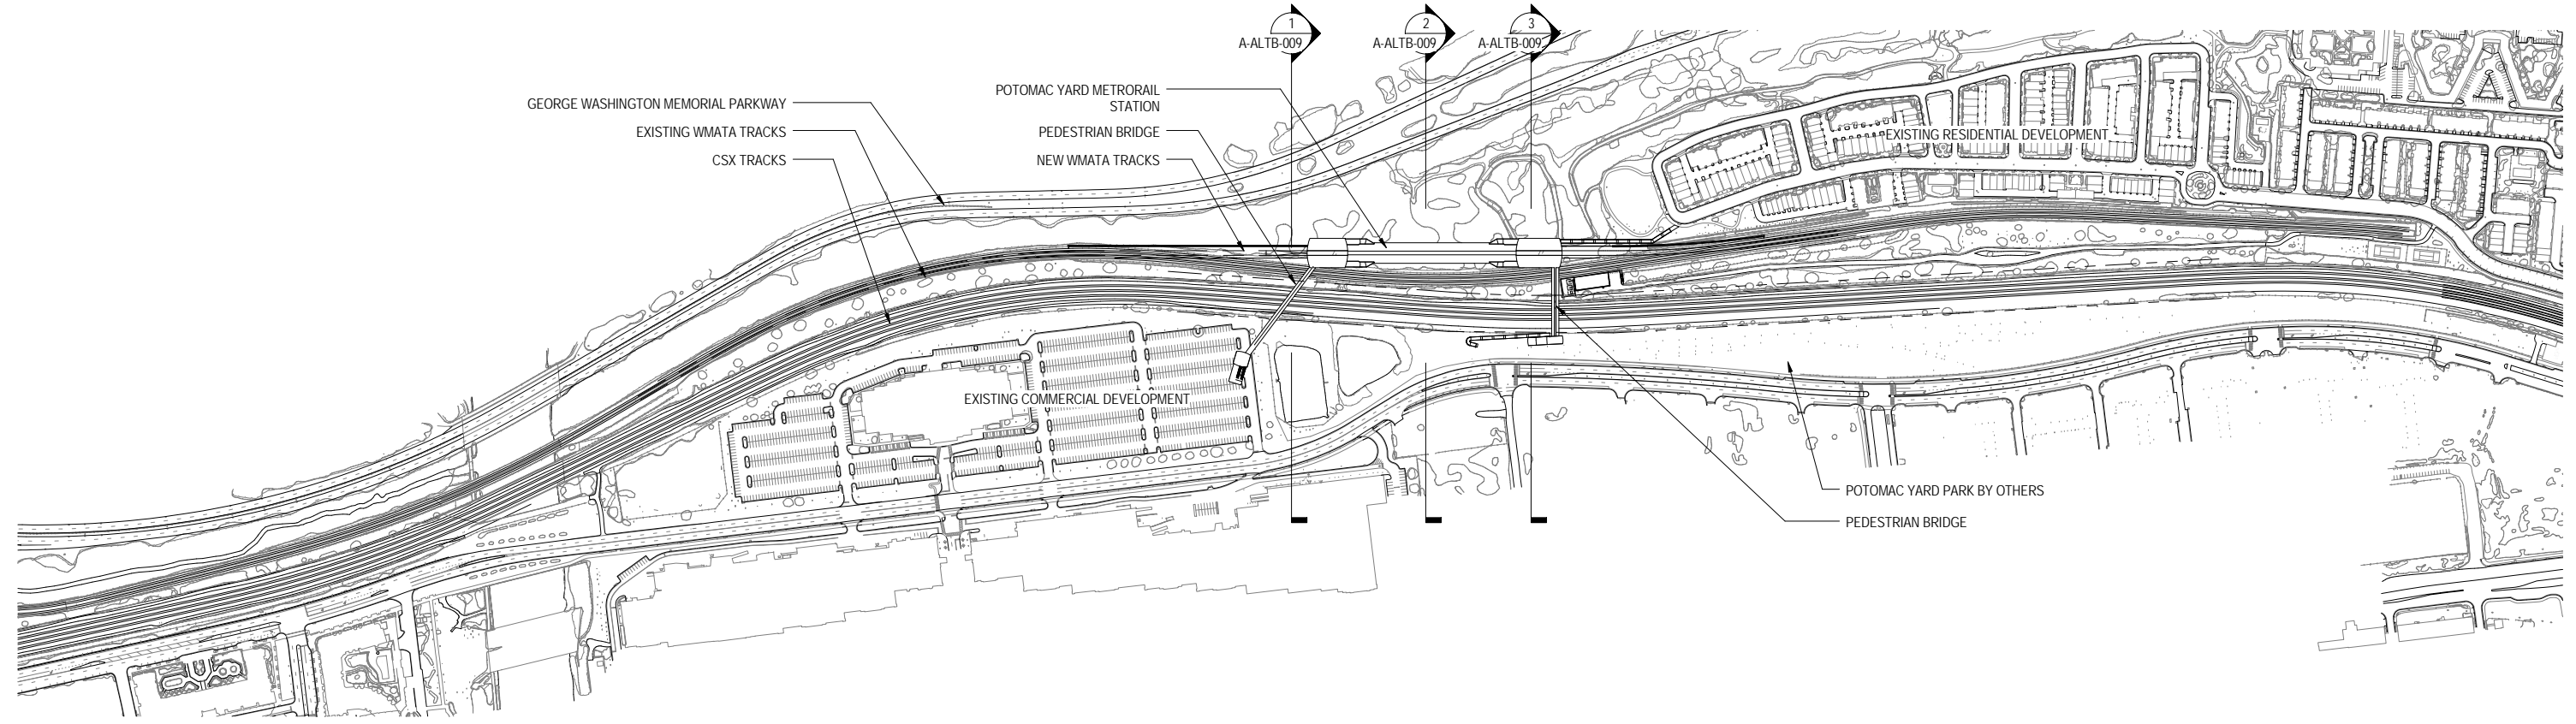 1
A-ALTB-009
2
A-ALTB-009
3
A-ALTB-009
GEORGE WASHINGTON MEMORIAL PARKWAY
EXISTING WMATA TRACKS
CSX TRACKS
POTOMAC YARD METRORAIL
STATION
PEDESTRIAN BRIDGE
NEW WMATA TRACKS
EXISTING RESIDENTIAL DEVELOPMENT
EXISTING COMMERCIAL DEVELOPMENT
POTOMAC YARD PARK BY OTHERS
PEDESTRIAN BRIDGE